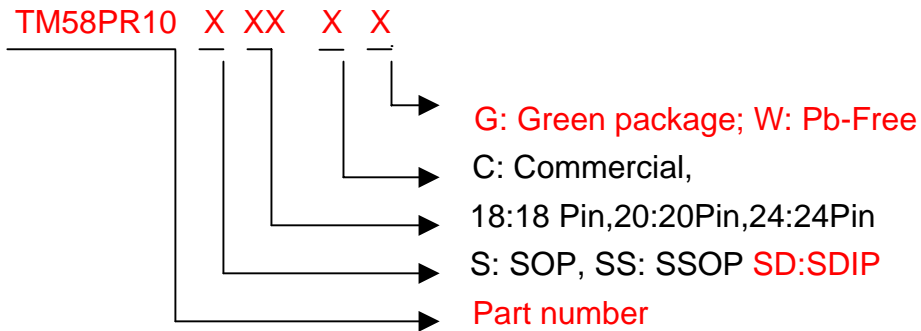 TM58PR10 X XX X X
G: Green package; W: Pb-Free
C: Commercial,
18:18 Pin,20:20Pin,24:24Pin
S: SOP, SS: SSOP SD:SDIP
Part number